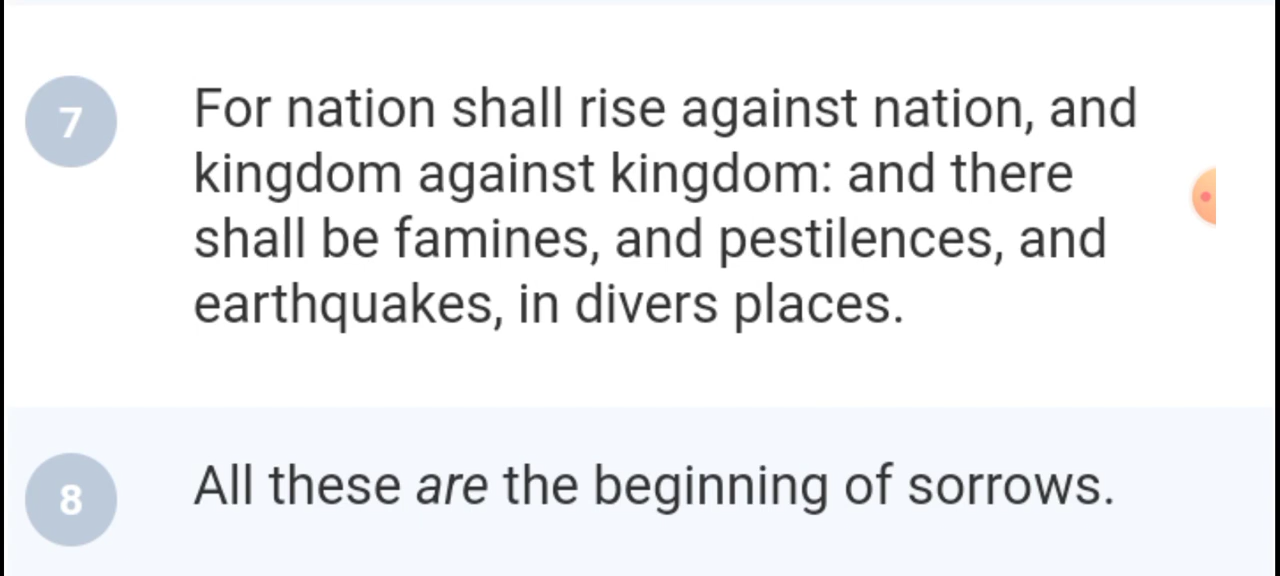 7
For nation shall rise against nation, and
kingdom against kingdom: and there
shall be famines, and pestilences, and
earthquakes, in divers places.
8
All these are the beginning of sorrows.